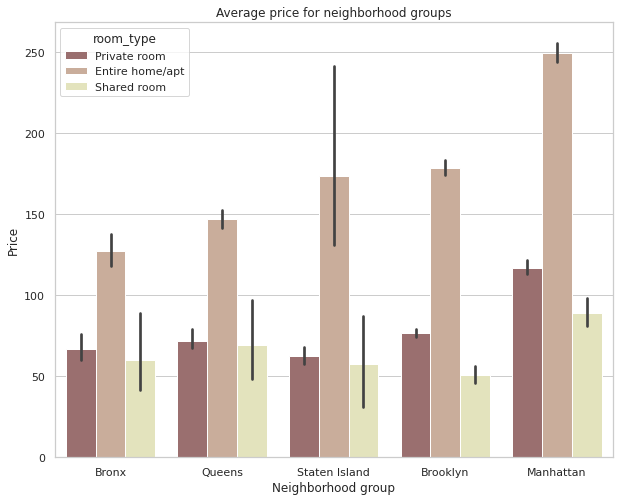 Average price for neighborhood groups
room_type
Private room
Entire home/apt
Shared room
250
200
150
100
50
0
Price
Bronx Queens Staten Island Brooklyn Manhattan
Neighborhood group